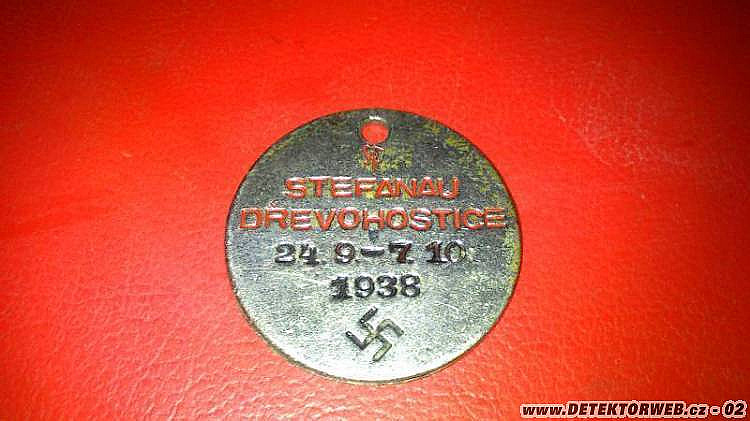 STEFANAU
DŘEVOHOSTICE
24. 9-7. 10.
1938
www.DETEKTORWEB.cz - 02